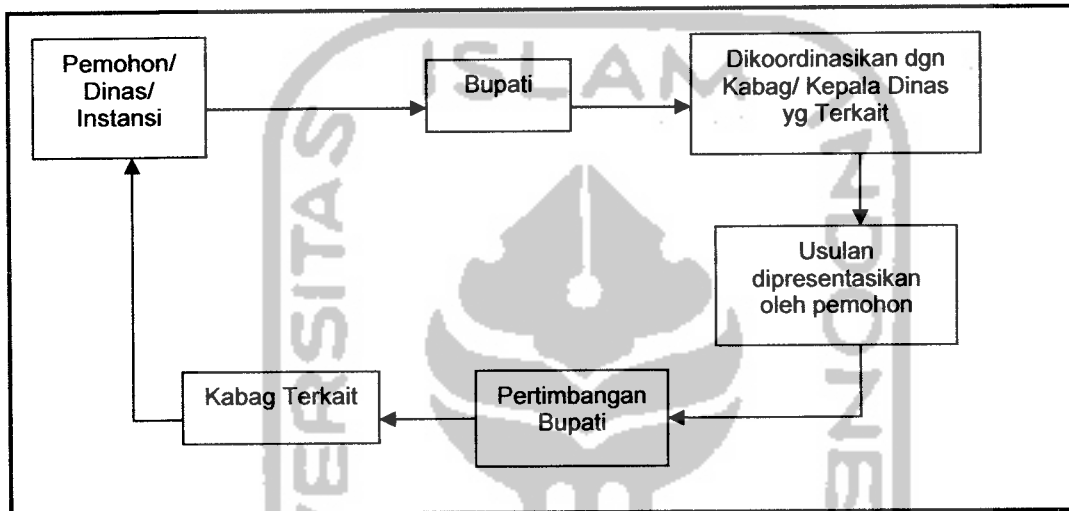 Pemohon/
Dinas/
Instansi
Bupati
Dikoordinasikan dgn
Kabag/ Kepala Dinas
yg Terkait
Usulan
dipresentasikan
oleh pemohon
Pertimbangan
Bupati
Kabag Terkait
ISLAM